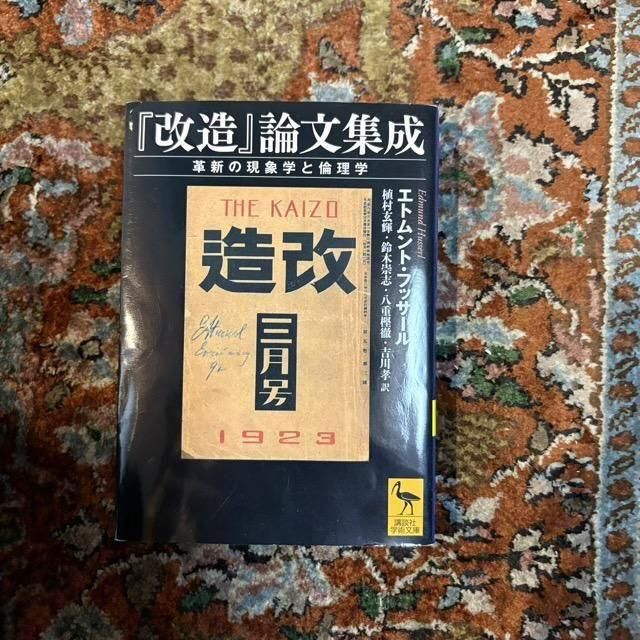 『改造』論文集成
革新の現象学と倫理学
Edmund Husserl
エトムント・フッサール
植村玄輝・鈴木崇志・八重樫徹・吉川孝 訳
THE KAIZO
造改
三月号
1923
講談社
学術文庫